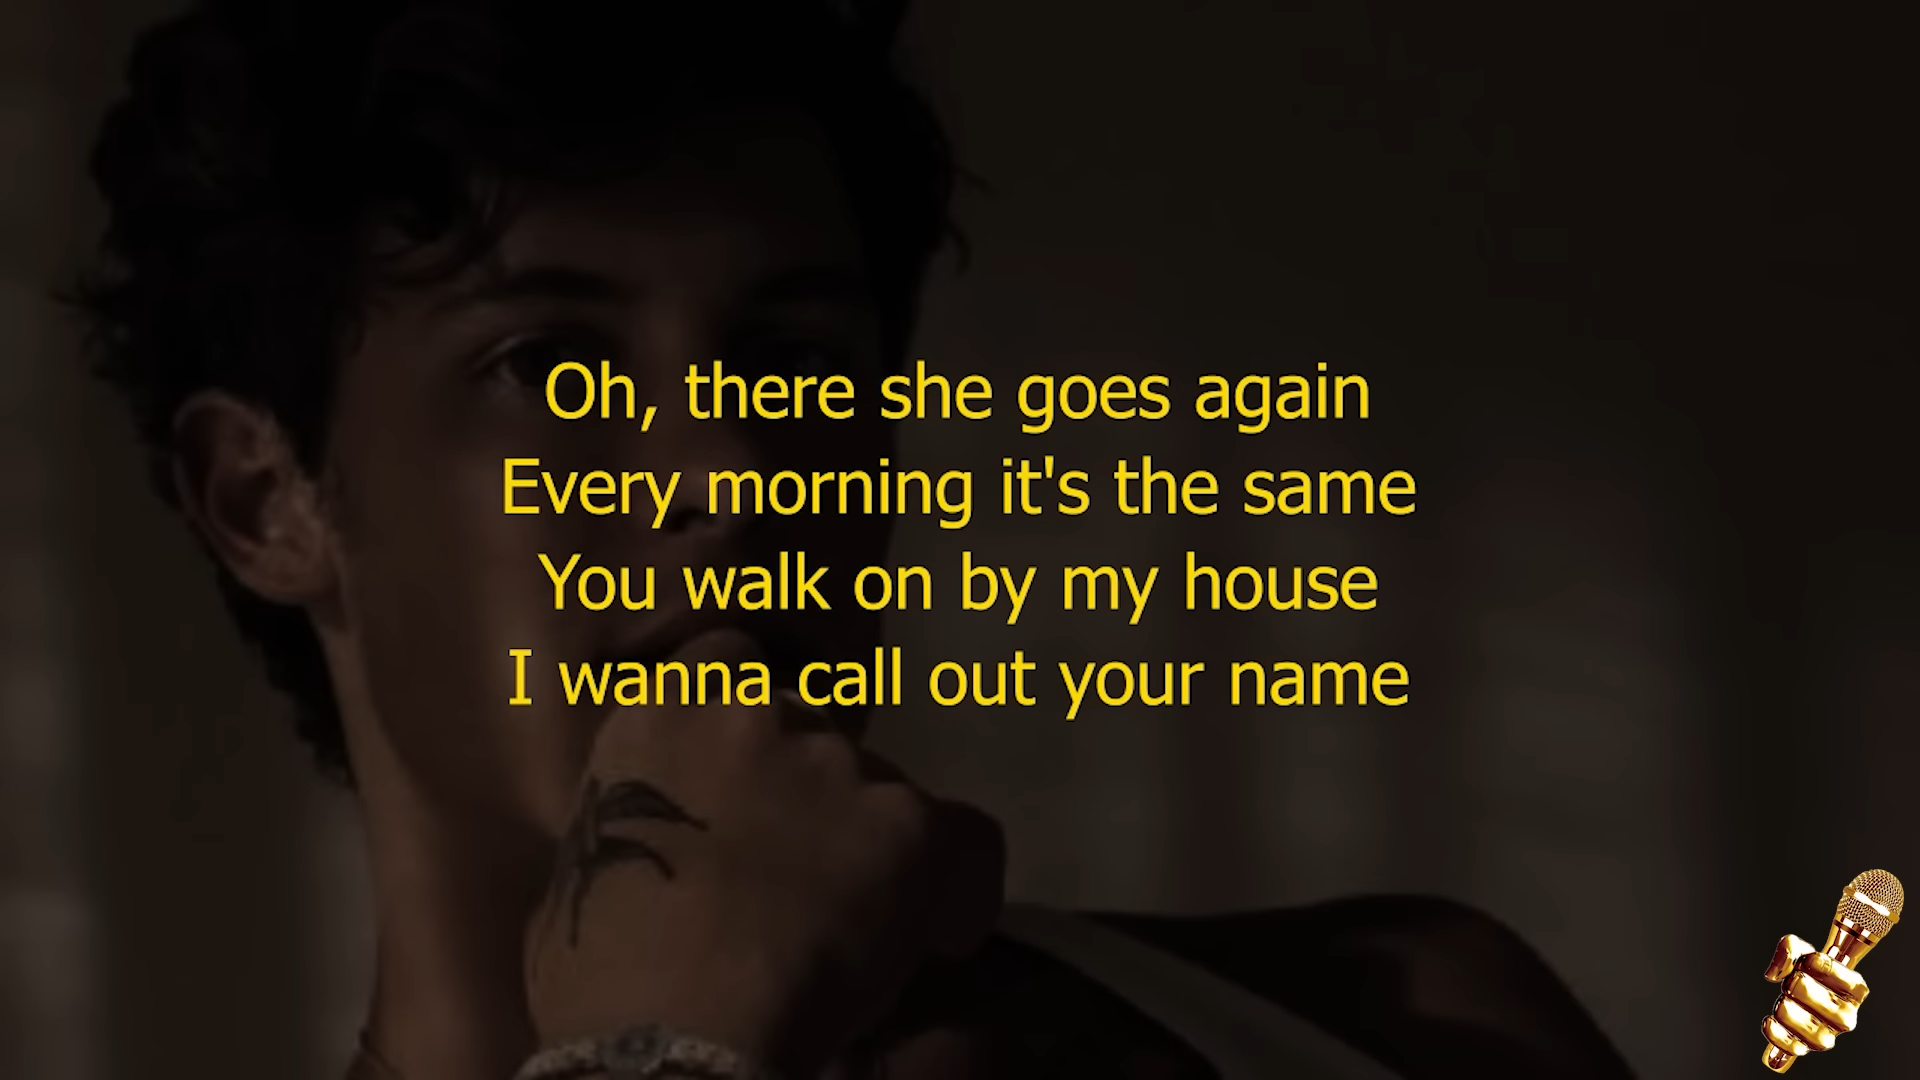 Oh, there she goes again
Every morning it's the same
You walk on by my house
I wanna call out your name